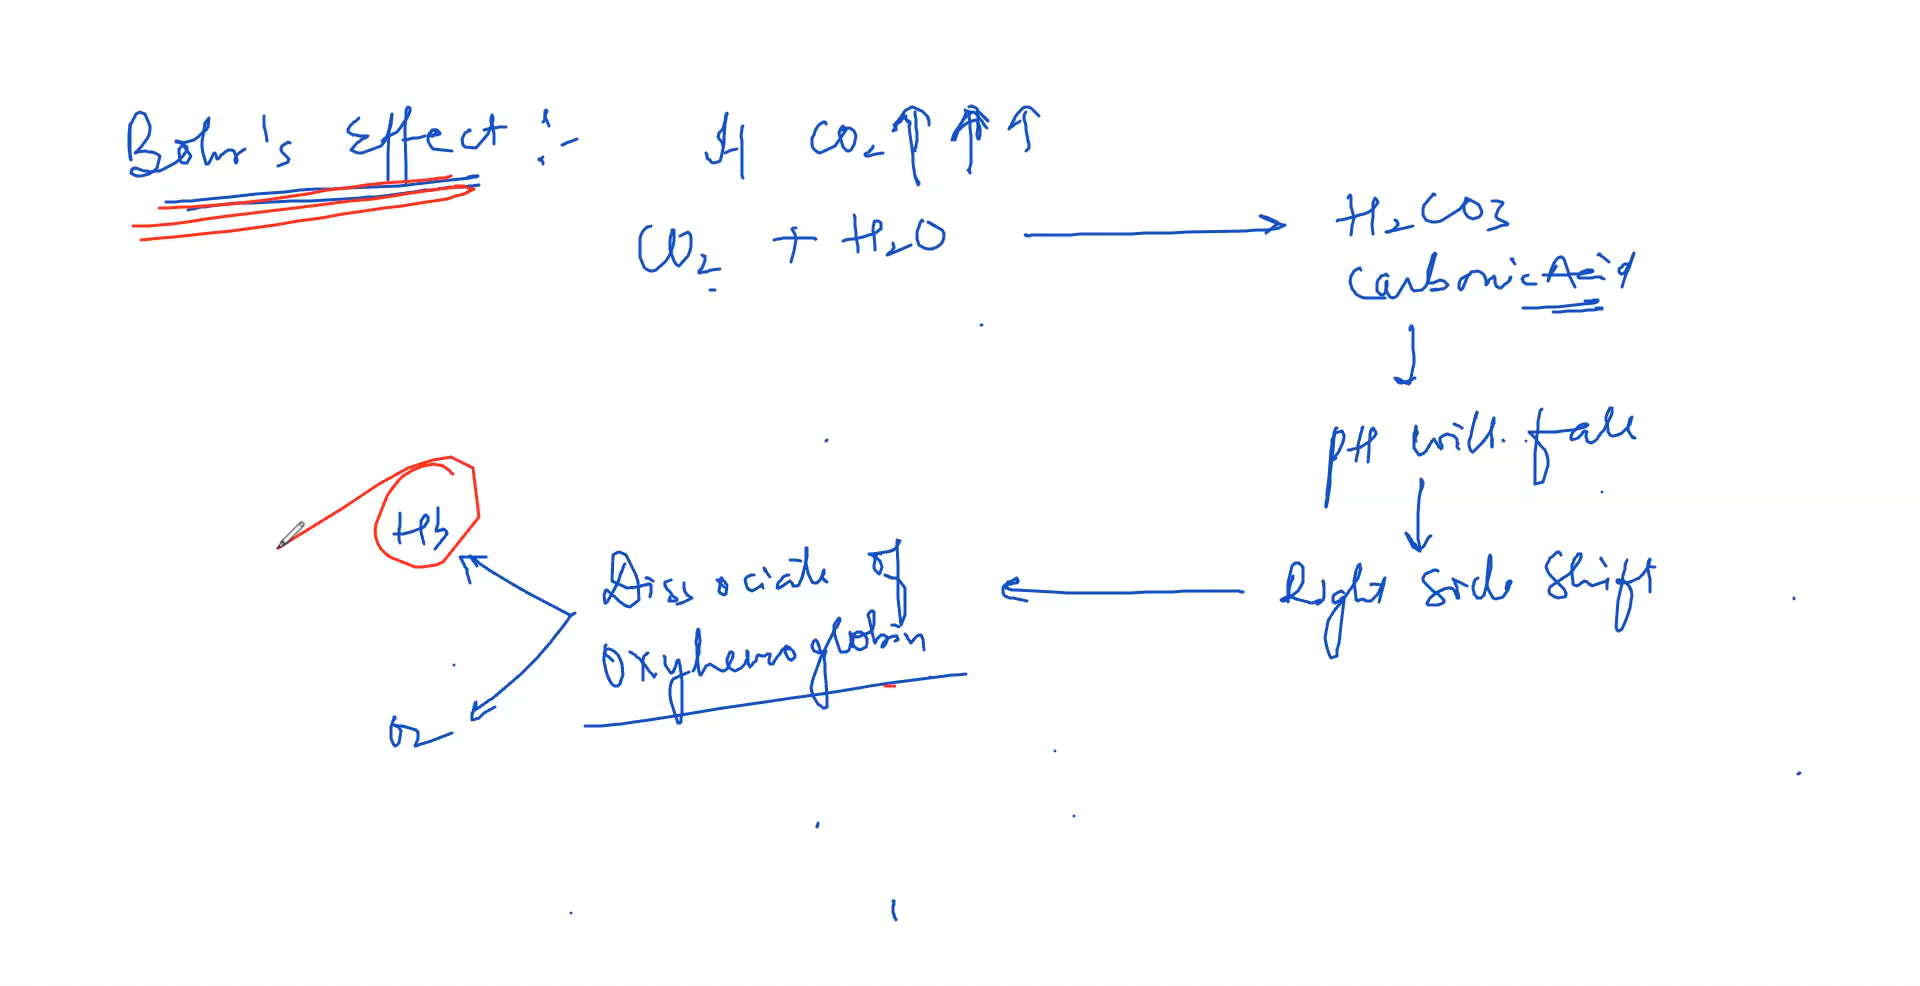 Bohr's Effect :- If CO₂ ↑ ↑ ↑
CO₂ + H₂O → H₂CO3
Carbonic Acid
↓
pH will fall
↓
Right Side Shift
← Dissociate of
Oxyhemoglobin
Hb
O₂